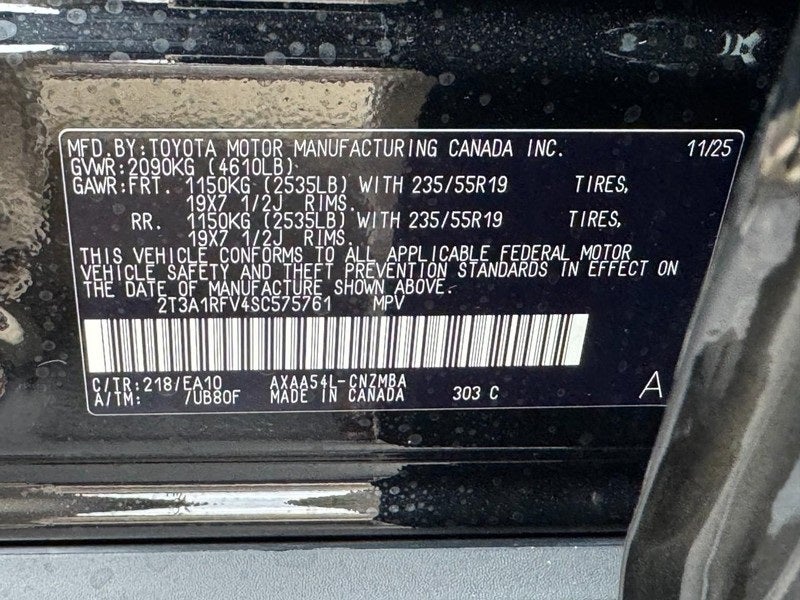 MFD.BY:TOYOTA MOTOR MANUFACTURING CANADA INC. 11/25
GVWR:2090KG (4610LB)
GAWR:FRT. 1150KG (2535LB) WITH 235/55R19 TIRES,
19X7 1/2J RIMS.
RR. 1150KG (2535LB) WITH 235/55R19 TIRES,
19X7 1/2J RIMS.
THIS VEHICLE CONFORMS TO ALL APPLICABLE FEDERAL MOTOR
VEHICLE SAFETY AND THEFT PREVENTION STANDARDS IN EFFECT ON
THE DATE OF MANUFACTURE SHOWN ABOVE.
2T3A1RFV4SC575761 MPV
C/TR:218/EA10 AXAA54L-CNZMBA
A/TM: /UB80F MADE IN CANADA 303 C A